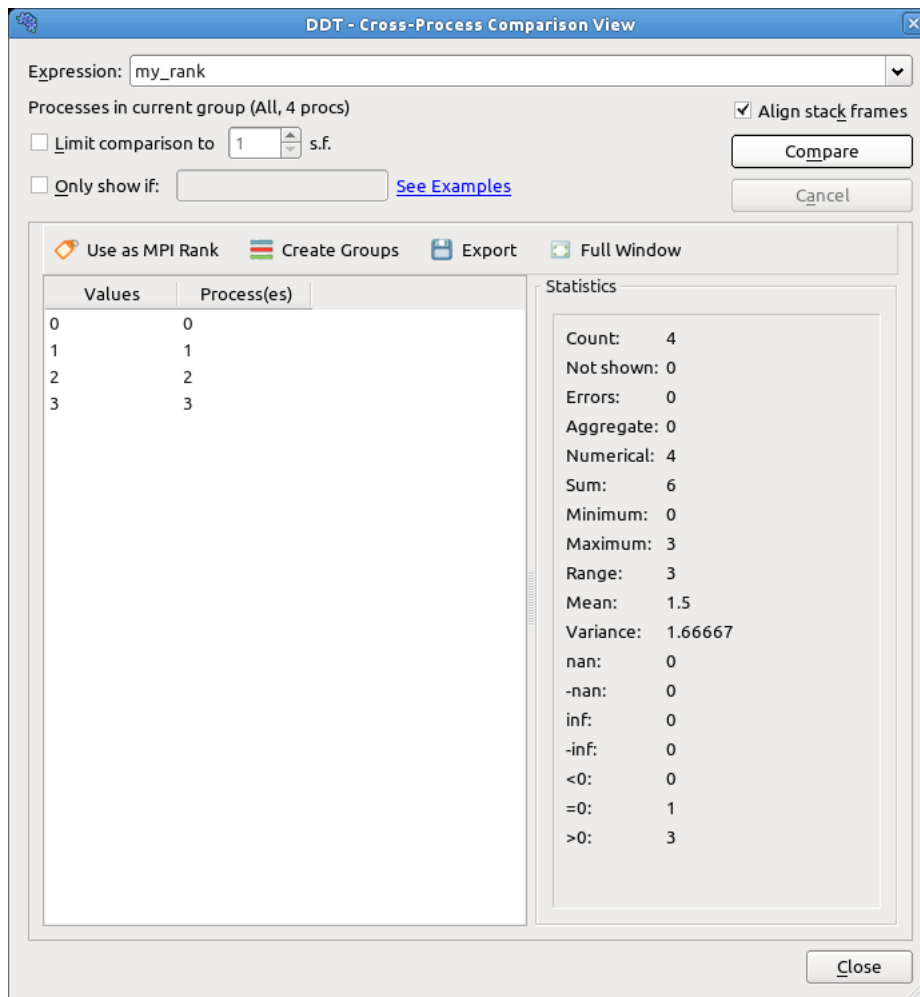 DDT - Cross-Process Comparison View
Expression: my_rank
Processes in current group (All, 4 procs)
Align stack frames
Limit comparison to 1 s.f.
Compare
Only show if: See Examples
Cancel
Use as MPI Rank Create Groups Export Full Window
Values Process(es)
0 0
1 1
2 2
3 3
Statistics
Count: 4
Not shown: 0
Errors: 0
Aggregate: 0
Numerical: 4
Sum: 6
Minimum: 0
Maximum: 3
Range: 3
Mean: 1.5
Variance: 1.66667
nan: 0
-nan: 0
inf: 0
-inf: 0
<0: 0
=0: 1
>0: 3
Close